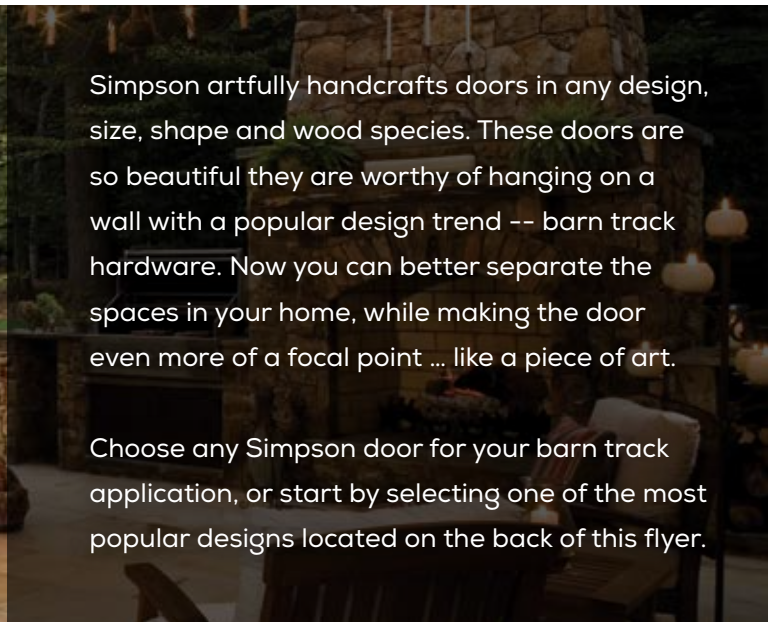 Simpson artfully handcrafts doors in any design,
size, shape and wood species. These doors are
so beautiful they are worthy of hanging on a
wall with a popular design trend -- barn track
hardware. Now you can better separate the
spaces in your home, while making the door
even more of a focal point ... like a piece of art.
Choose any Simpson door for your barn track
application, or start by selecting one of the most
popular designs located on the back of this flyer.